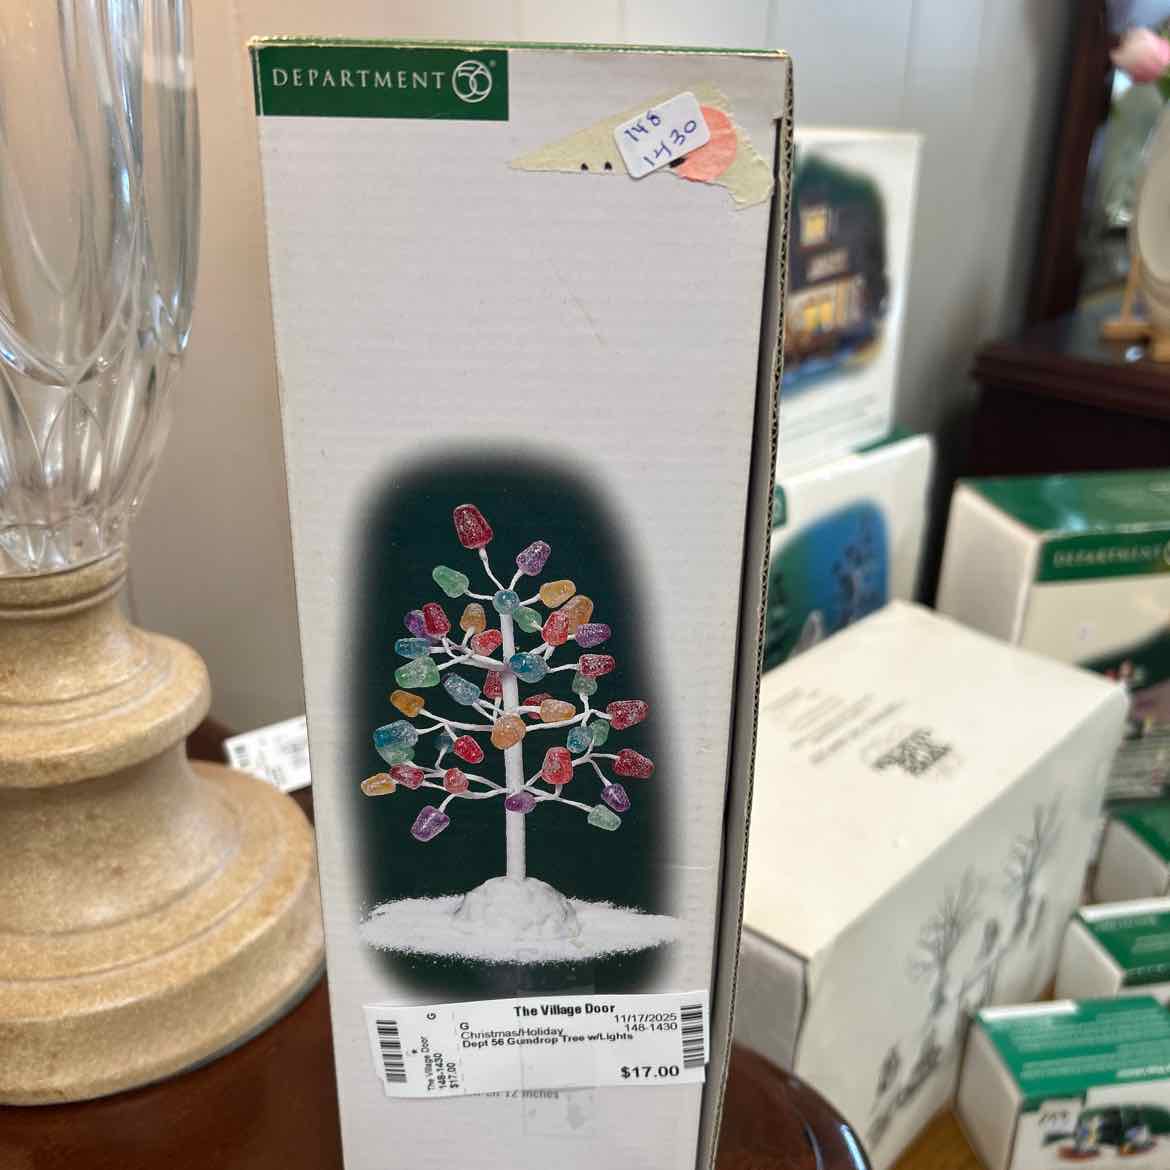 DEPARTMENT 56®
148
1430
The Village Door
G
11/17/2025
Christmas/Holiday
148-1430
Dept 56 Gumdrop Tree w/Lights
$17.00
G
*
The Village Door
148-1430
$17.00
12 inches
DEPARTMENT